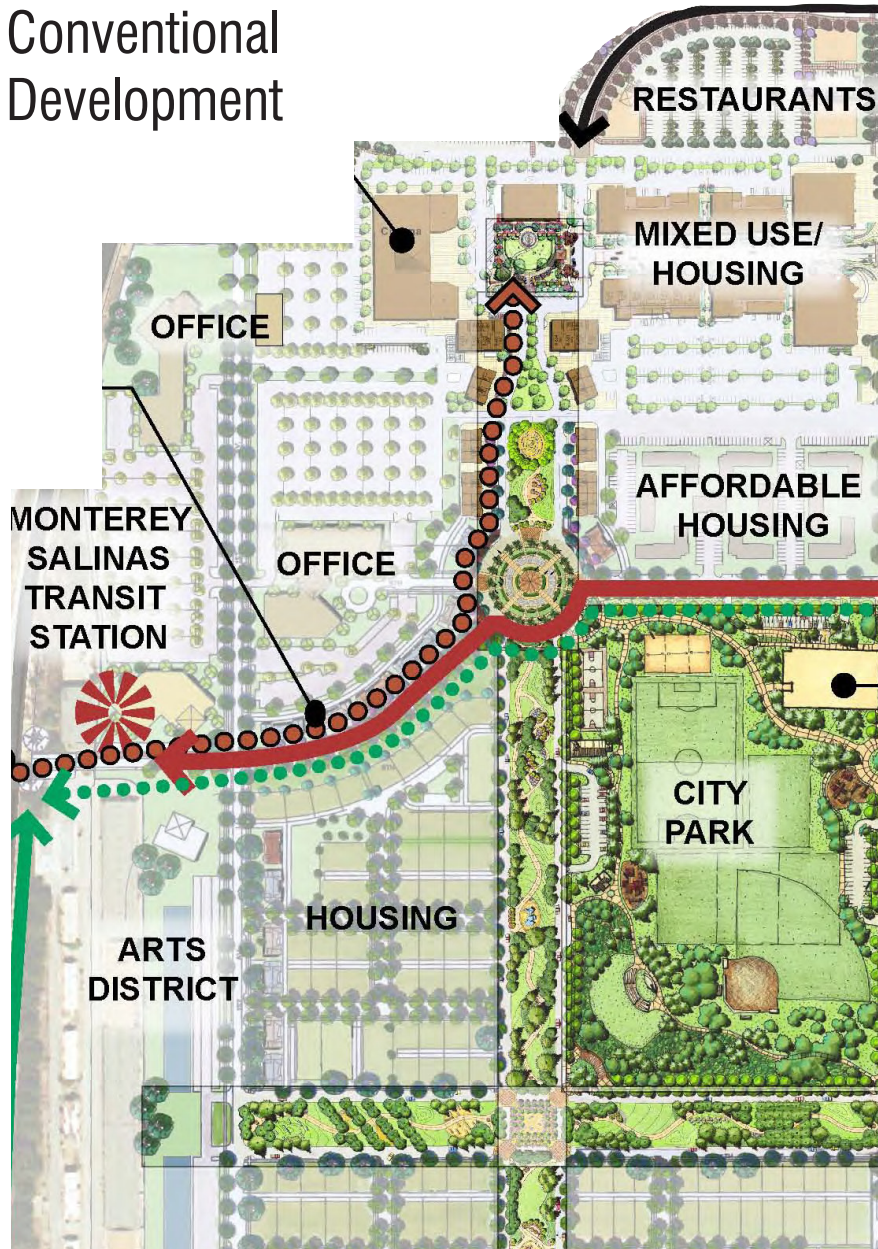 Conventional
Development
RESTAURANTS
MIXED USE/
HOUSING
OFFICE
AFFORDABLE
HOUSING
MONTEREY
SALINAS
TRANSIT
STATION
OFFICE
CITY
PARK
HOUSING
ARTS
DISTRICT